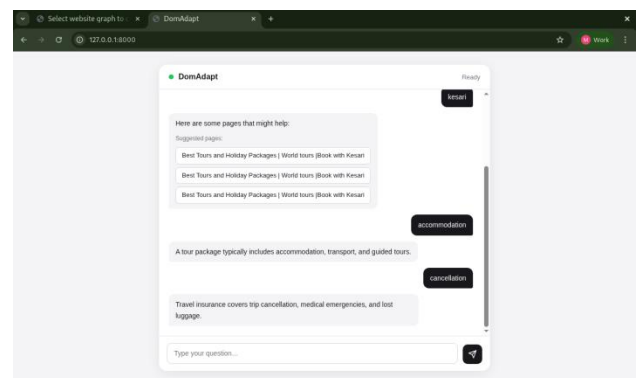 Select website graph to
DomAdapt
127.0.0.1:8000
Work
DomAdapt
Ready
kesari
Here are some pages that might help:
Suggested pages:
Best Tours and Holiday Packages | World tours |Book with Kesari
Best Tours and Holiday Packages | World tours |Book with Kesari
Best Tours and Holiday Packages | World tours |Book with Kesari
accommodation
A tour package typically includes accommodation, transport, and guided tours.
cancellation
Travel insurance covers trip cancellation, medical emergencies, and lost
luggage.
Type your question...